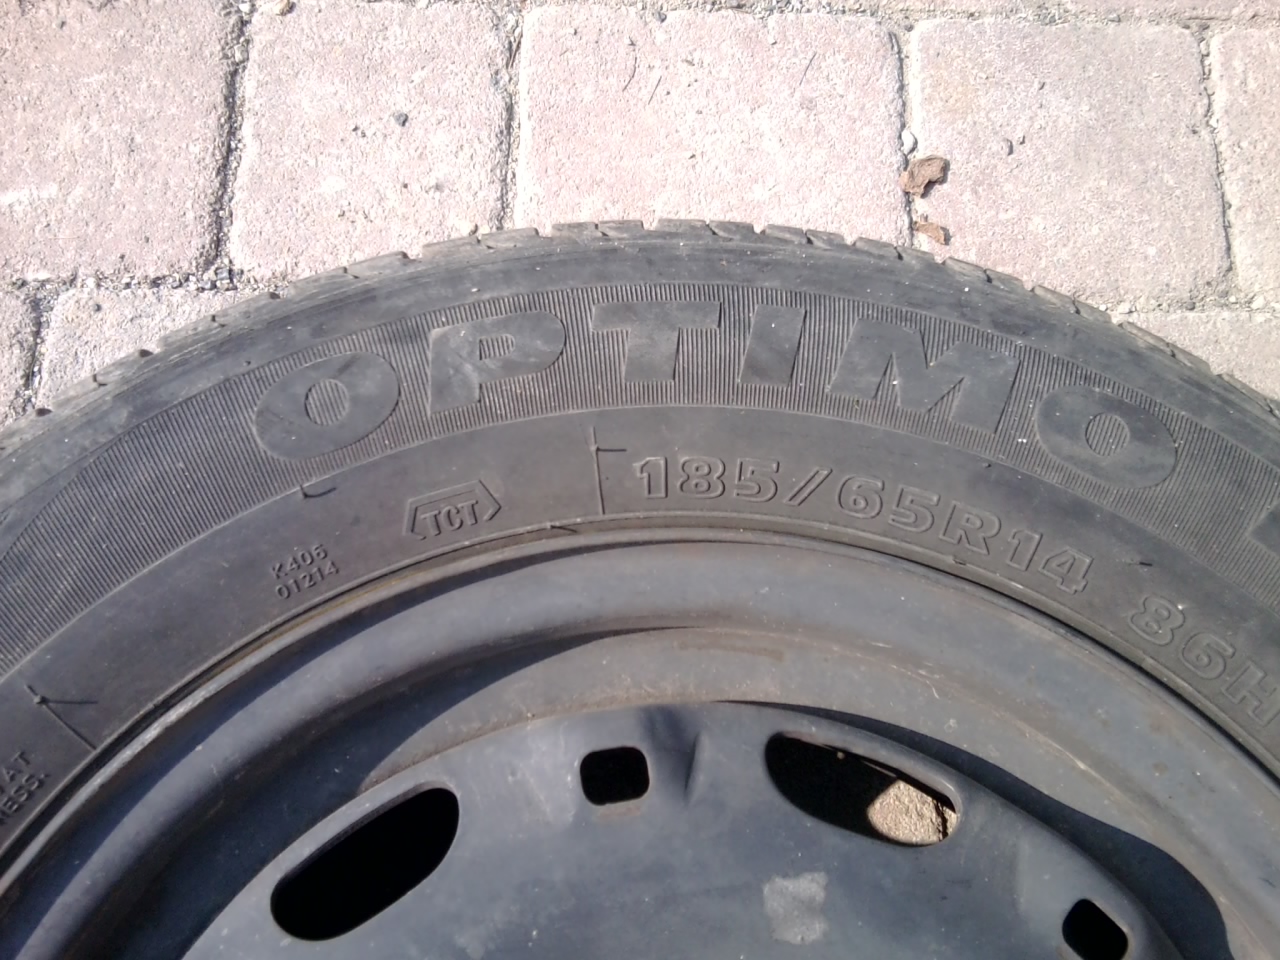 OPTIMO
185/65R14 86H
TCT
K406
01214